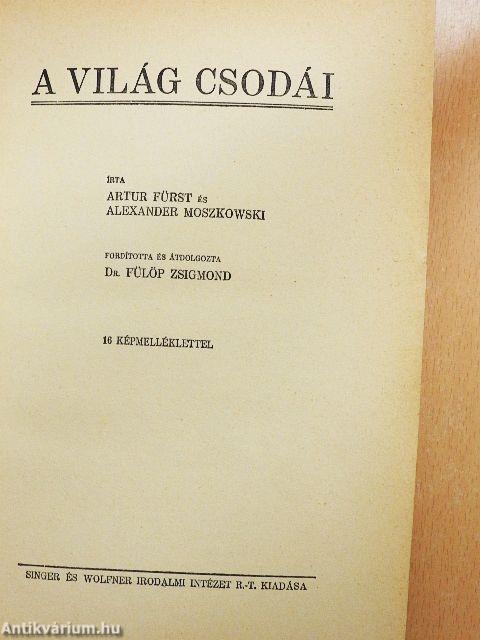 A VILÁG CSODÁI
ÍRTA
ARTUR FÜRST ÉS
ALEXANDER MOSZKOWSKI
FORDÍTOTTA ÉS ÁTDOLGOZTA
DR. FÜLÖP ZSIGMOND
16 KÉPMELLÉKLETTEL
SINGER ÉS WOLFNER IRODALMI INTÉZET R.-T. KIADÁSA
Antikvárium.hu